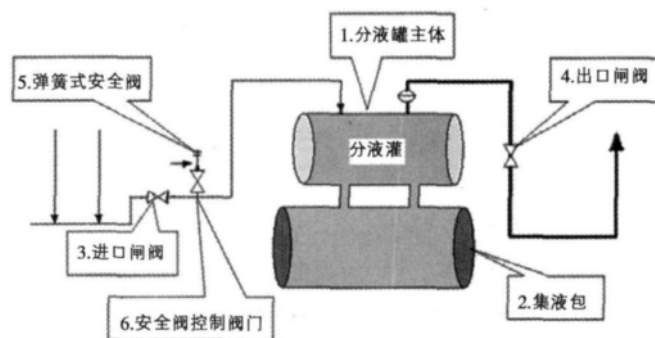 1.分液罐主体
5.弹簧式安全阀
4.出口闸阀
分液灌
3.进口闸阀
2.集液包
6.安全阀控制阀门